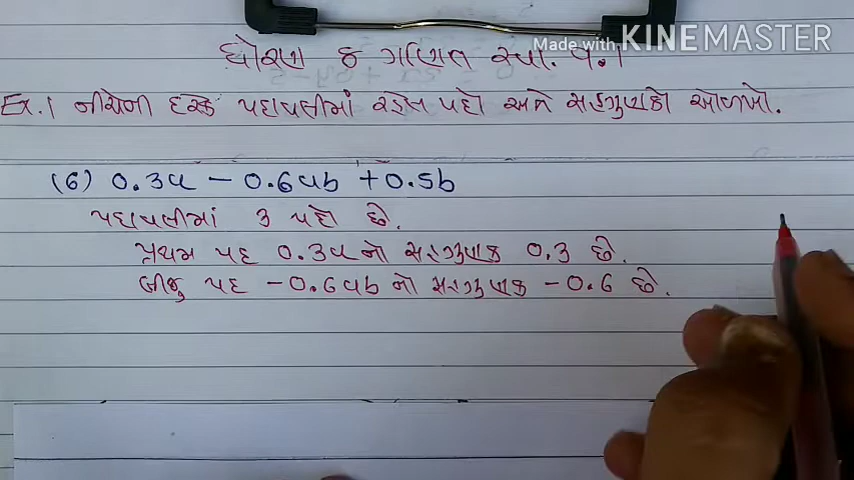 Made with KINEMASTER
ધોરણ ૪ ગણિત સ્વા. પ.૧
Ex.1 નીચેની દરેક પદાવલીમાં રહેલ પદો અને સહગુણકો ઓળખો.
(6) 0.3a - 0.6ab + 0.5b
પદાવલીમાં 3 પદો છે.
પ્રથમ પદ 0.3a નો સહગુણક 0.3 છે.
બીજુ પદ -0.6ab નો સહગુણક -0.6 છે.